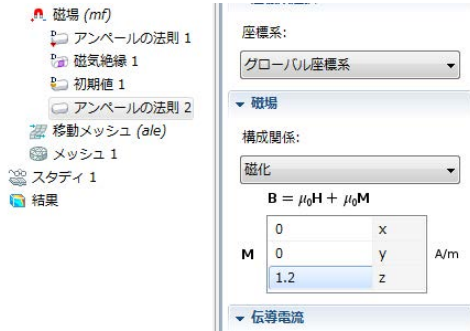 磁場 (mf)
アンペールの法則 1
磁気絶縁 1
初期値 1
アンペールの法則 2
移動メッシュ (ale)
メッシュ 1
スタディ 1
結果
座標系:
グローバル座標系
磁場
構成関係:
磁化
B = μ₀H + μ₀M
M
0 x
0 y A/m
1.2 z
伝導電流